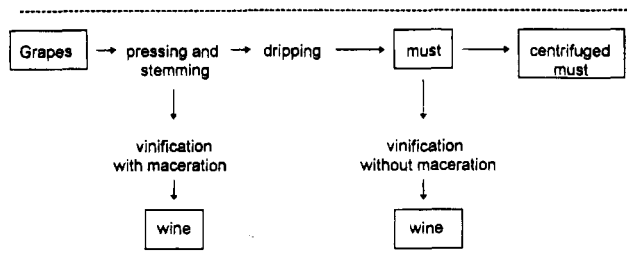 Grapes
pressing and
stemming
dripping
must
centrifuged
must
vinification
with maceration
vinification
without maceration
wine
wine